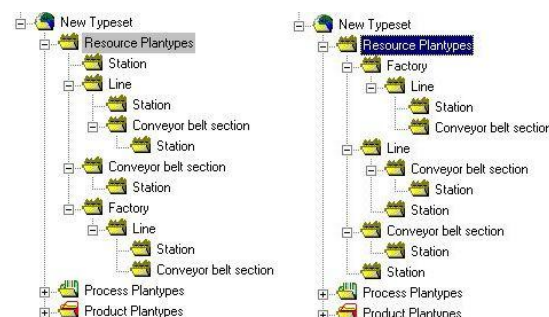 New Typeset
Resource Plantypes
Station
Line
Station
Conveyor belt section
Station
Conveyor belt section
Station
Factory
Line
Station
Conveyor belt section
Process Plantypes
Product Plantypes
New Typeset
Resource Plantypes
Factory
Line
Station
Conveyor belt section
Line
Conveyor belt section
Station
Station
Conveyor belt section
Station
Station
Process Plantypes
Product Plantypes